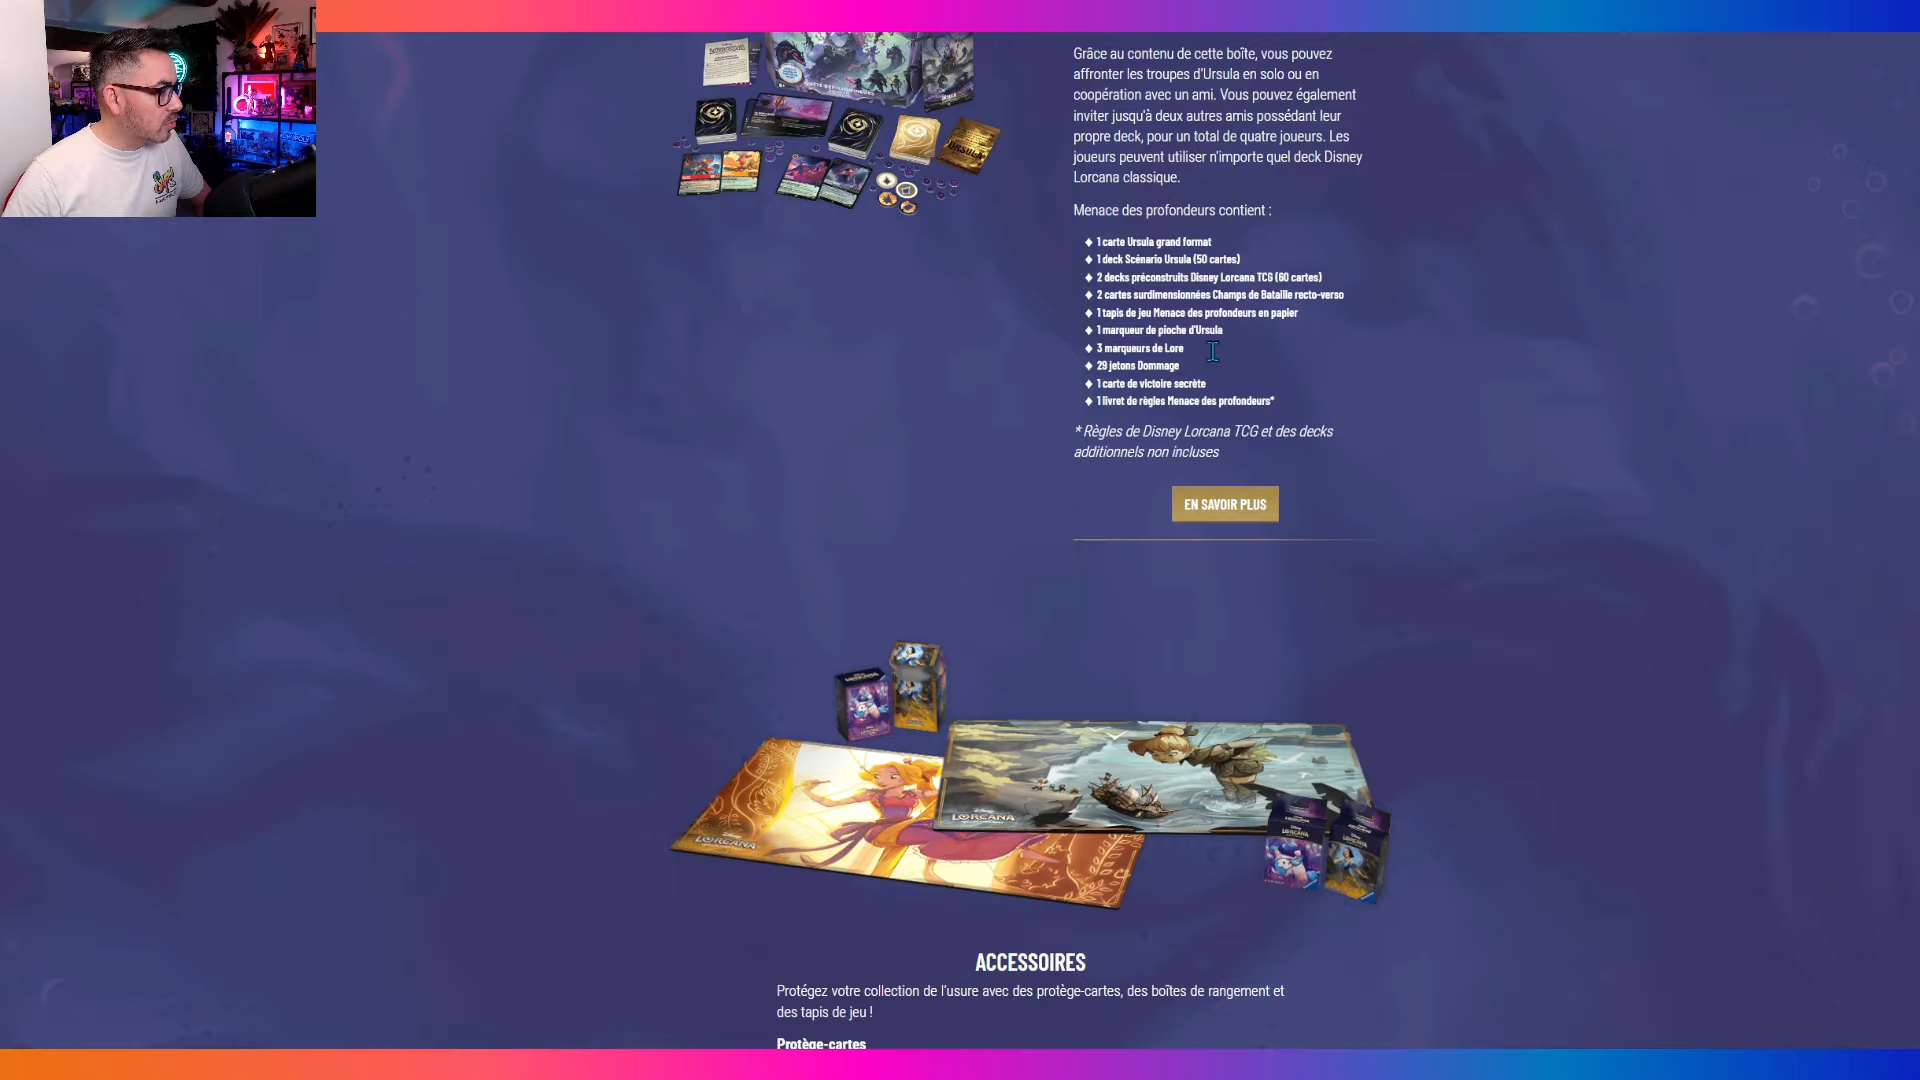 Grâce au contenu de cette boîte, vous pouvez
affronter les troupes d'Ursula en solo ou en
coopération avec un ami. Vous pouvez également
inviter jusqu'à deux autres amis possédant leur
propre deck, pour un total de quatre joueurs. Les
joueurs peuvent utiliser n'importe quel deck Disney
Lorcana classique.
Menace des profondeurs contient :
1 carte Ursula grand format
1 deck Scénario Ursula (50 cartes)
2 decks préconstruits Disney Lorcana TCG (60 cartes)
2 cartes surdimensionnées Champs de Bataille recto-verso
1 tapis de jeu Menace des profondeurs en papier
1 marqueur de pioche d'Ursula
3 marqueurs de Lore
29 jetons Dommage
1 carte de victoire secrète
1 livret de règles Menace des profondeurs*
* Règles de Disney Lorcana TCG et des decks
additionnels non incluses
EN SAVOIR PLUS
LORCANA
LORCANA
LORCANA
ACCESSOIRES
Protégez votre collection de l'usure avec des protège-cartes, des boîtes de rangement et
des tapis de jeu !
Protège-cartes